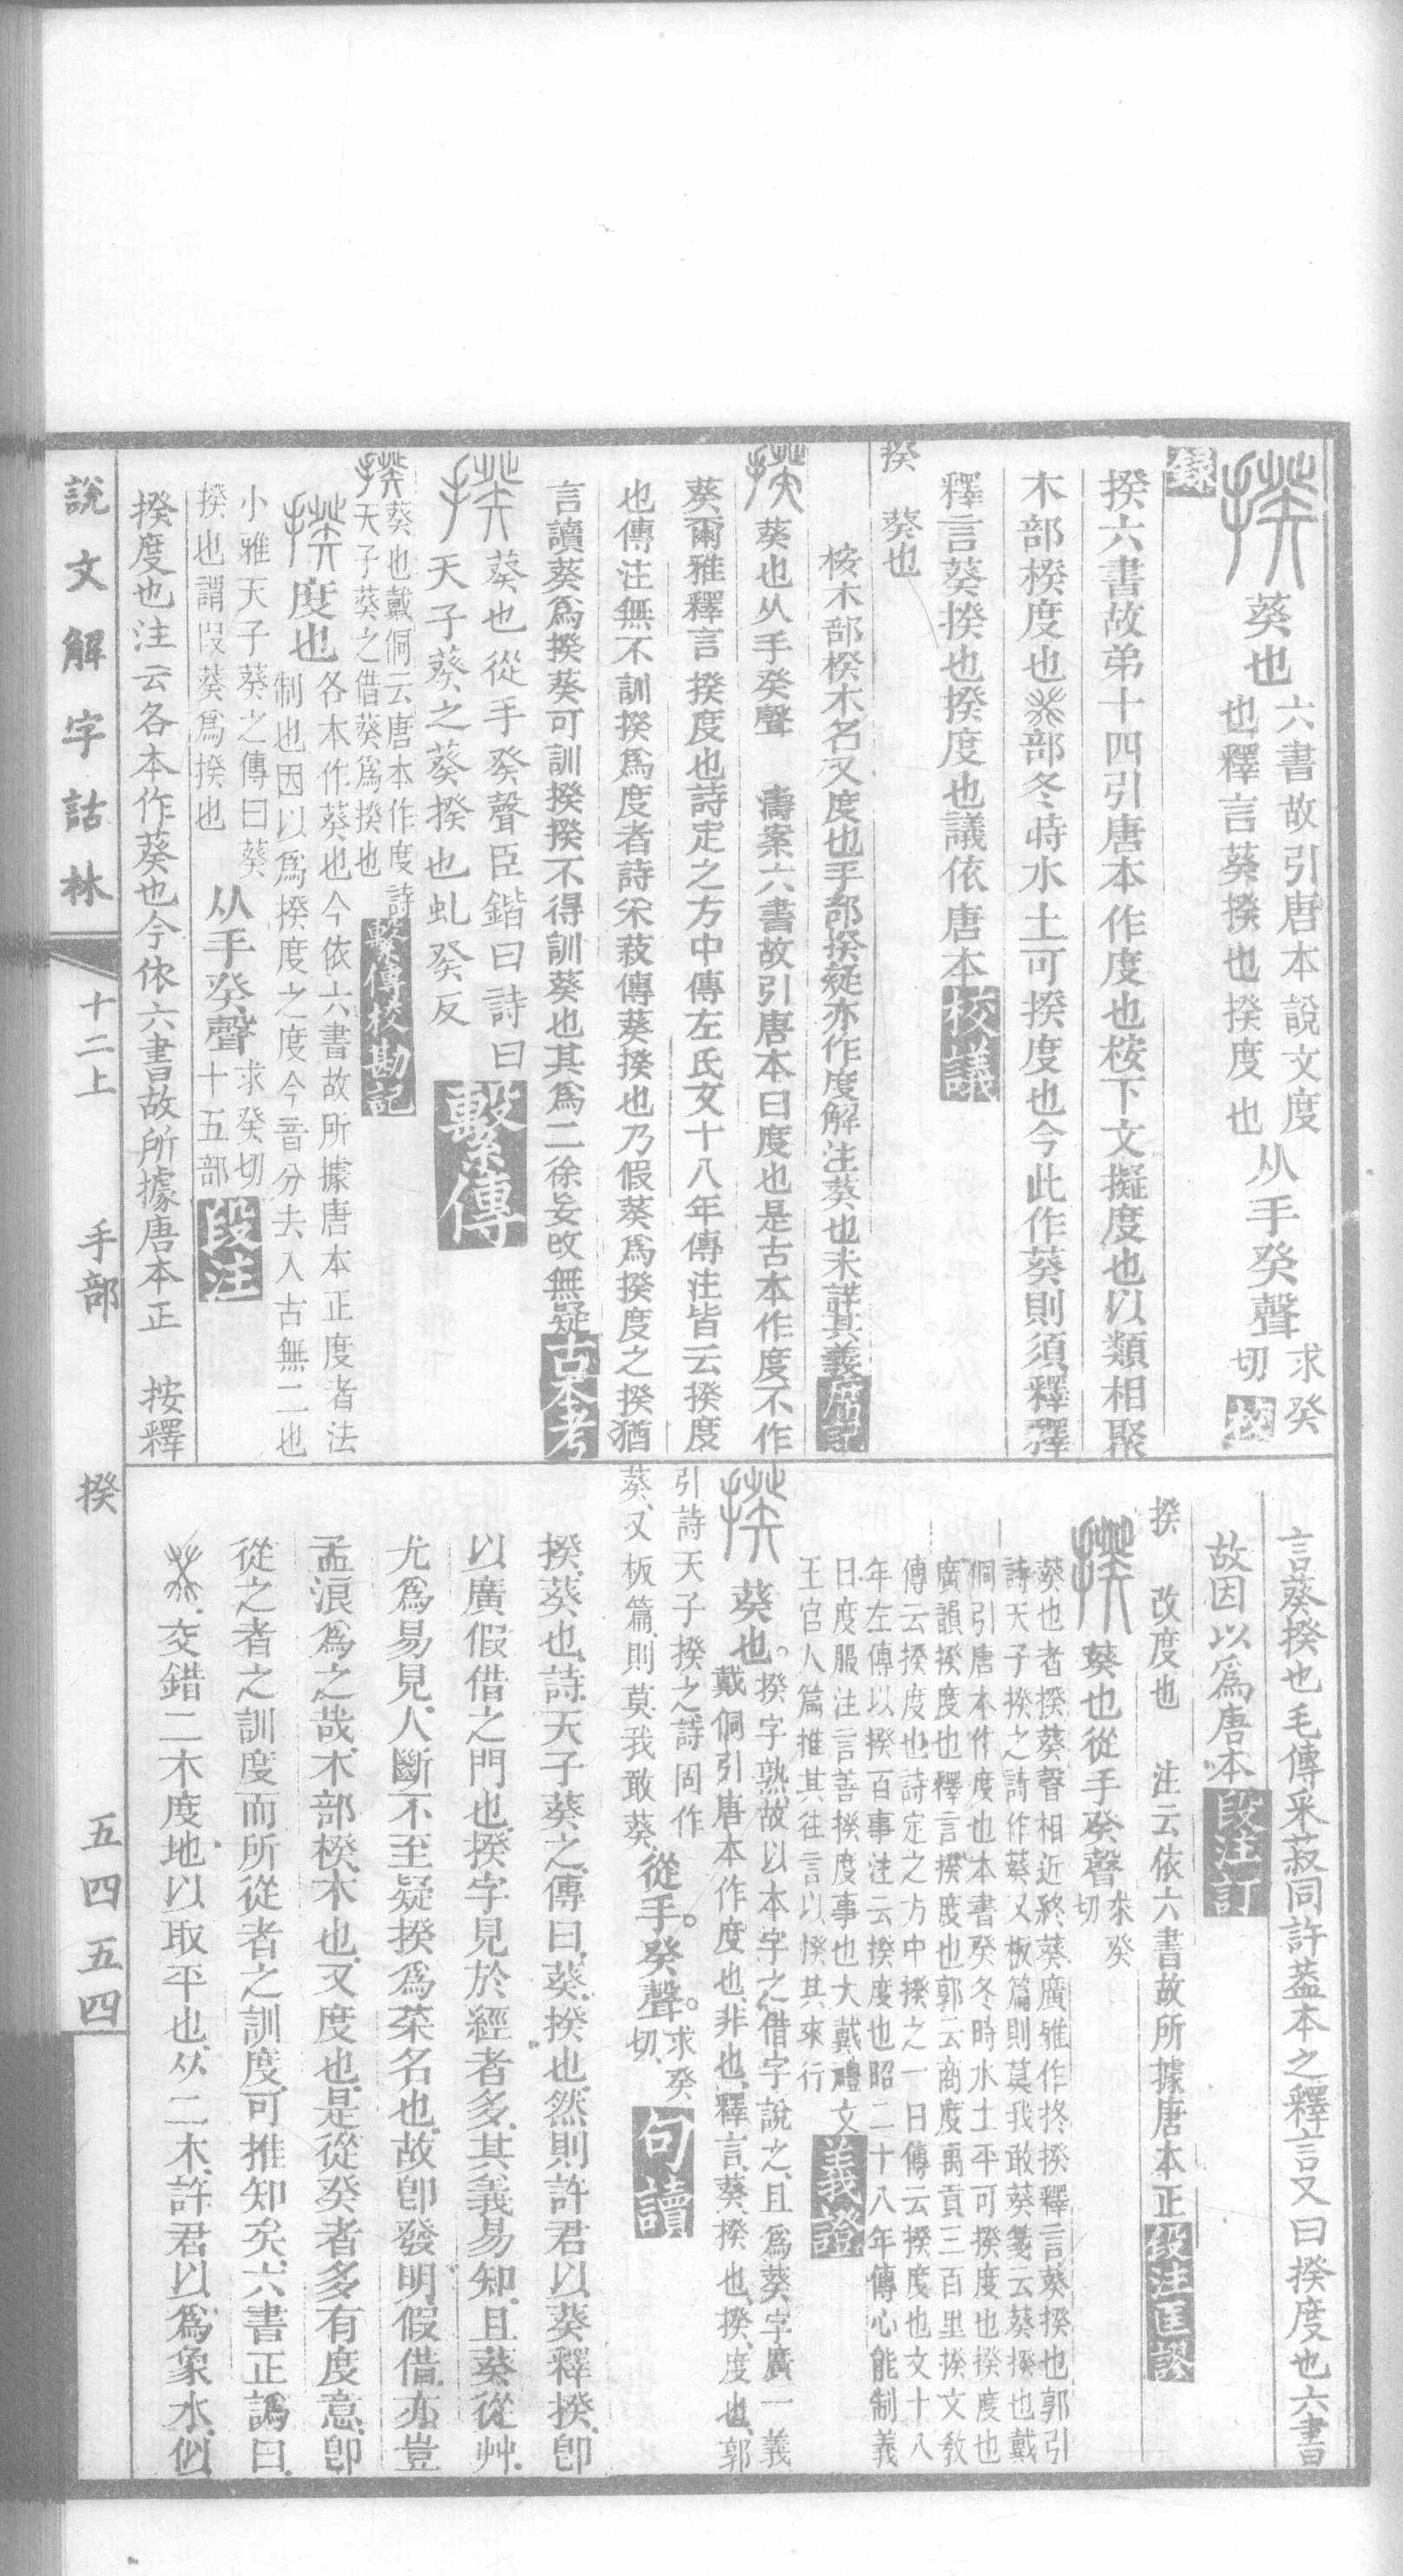 葵也六書故引唐本說文度
也釋言葵揆也揆度也从手癸聲求癸
切校
錄
揆六書故弟十四引唐本作度也桉下文擬度也以類相聚
木部楑度也癸部冬時水土可揆度也今此作葵則須釋釋
釋言葵揆也揆度也議依唐本校議
揆 葵也
桉木部楑木名又度也手部揆疑亦作度解注葵也未詳其義席記
葵也从手癸聲 濤案六書故引唐本曰度也是古本作度不作
葵爾雅釋言揆度也詩定之方中傳左氏文十八年傳注皆云揆度
也傳注無不訓揆爲度者詩采菽傳葵揆也乃假葵爲揆度之揆猶
言讀葵爲揆葵可訓揆揆不得訓葵也其爲二徐妄改無疑古本考
葵也從手癸聲臣鍇曰詩曰
天子葵之葵揆也虬癸反繫傳
葵也戴侗云唐本作度詩
天子葵之借葵爲揆也繫傳校勘記
度也各本作葵也今依六書故所據唐本正度者法
制也因以爲揆度之度今音分去入古無二也
小雅天子葵之傳曰葵
揆也謂叚葵爲揆也从手癸聲求癸切
十五部段注
揆度也注云各本作葵也今依六書故所據唐本正 按釋
言葵揆也毛傳釆菽同許葢本之釋言又曰揆度也六書
故因以爲唐本段注訂
揆 改度也 注云依六書故所據唐本正段注匡謬
葵也從手癸聲求癸
切
葵也者揆葵聲相近終葵廣雅作柊揆釋言葵揆也郭引
詩天子揆之詩作葵又板篇則莫我敢葵箋云葵揆也戴
侗引唐本作度也本書癸冬時水土平可揆度也揆度也
廣韻揆度也釋言揆度也郭云商度禹貢三百里揆文敎
傳云揆度也詩定之方中揆之一日傳云揆度也文十八
年左傳以揆百事注云揆度也昭二十八年傳心能制義
曰度服注言善揆度事也大戴禮文
王官人篇推其往言以揆其來行義證
葵也。揆字熟故以本字之借字說之且爲葵字廣一義
戴侗引唐本作度也非也釋言葵揆也揆度也郭
引詩天子揆之詩固作
葵又板篇則莫我敢葵從手。癸聲。求癸
切句讀
揆葵也詩天子葵之傳曰葵揆也然則許君以葵釋揆卽
以廣假借之門也揆字見於經者多其義易知且葵從艸
尤爲易見人斷不至疑揆爲菜名也故卽發明假借亦豈
孟浪爲之哉木部楑木也又度也是從癸者多有度意卽
從之者之訓度而所從者之訓度可推知矣六書正譌曰
癸交錯二木度地以取平也从二木許君以爲象水似
說文解字詁林
十二上
手部
揆
五四五四